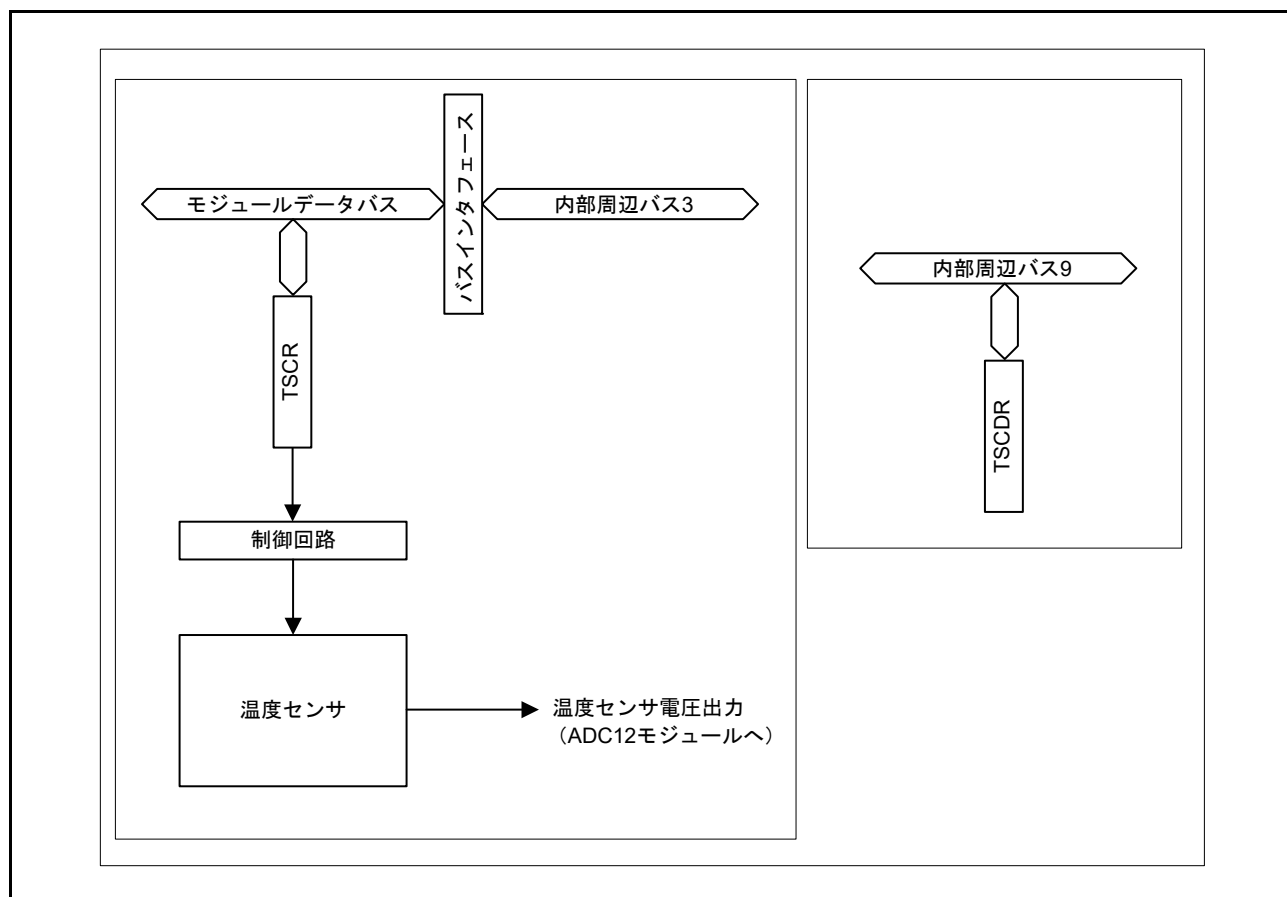 バスインタフェース
モジュールデータバス
内部周辺バス3
TSCR
制御回路
温度センサ
温度センサ電圧出力
（ADC12モジュールへ）
内部周辺バス9
TSCDR